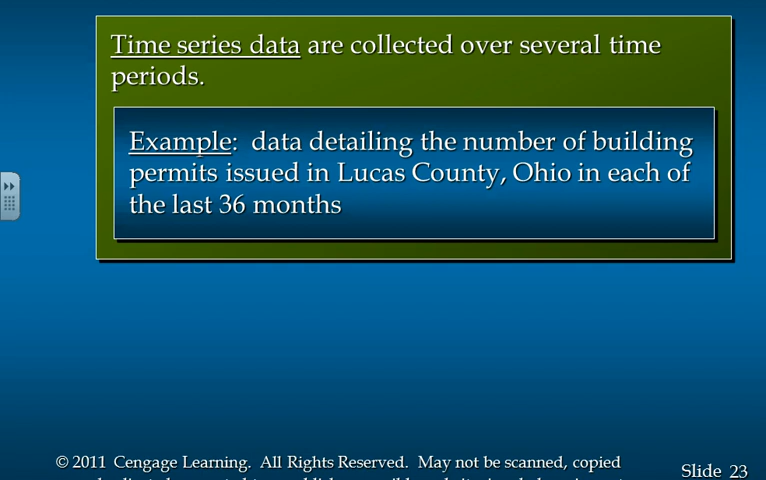 Time series data are collected over several time
periods.
Example: data detailing the number of building
permits issued in Lucas County, Ohio in each of
the last 36 months
© 2011 Cengage Learning. All Rights Reserved. May not be scanned, copied
Slide 23